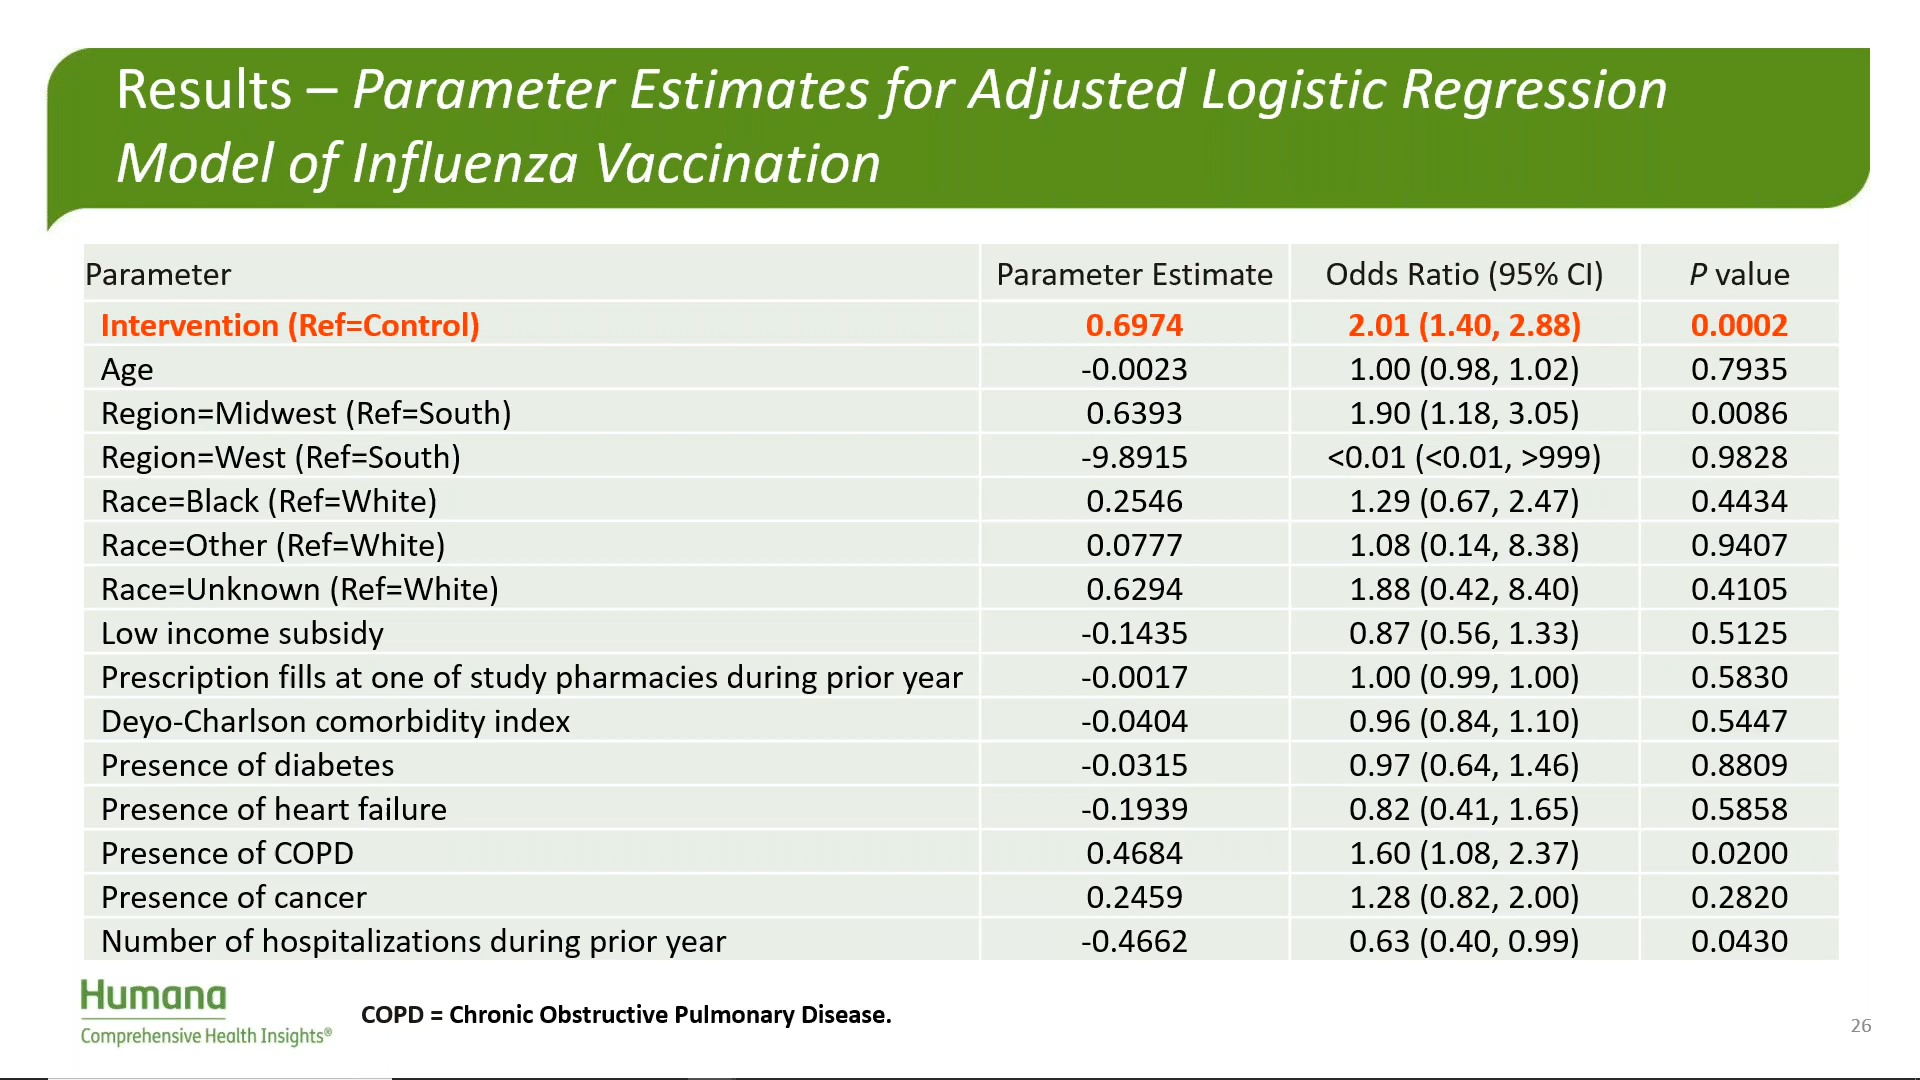 Results – Parameter Estimates for Adjusted Logistic Regression
Model of Influenza Vaccination
Parameter Parameter Estimate Odds Ratio (95% CI) P value
Intervention (Ref=Control) 0.6974 2.01 (1.40, 2.88) 0.0002
Age -0.0023 1.00 (0.98, 1.02) 0.7935
Region=Midwest (Ref=South) 0.6393 1.90 (1.18, 3.05) 0.0086
Region=West (Ref=South) -9.8915 <0.01 (<0.01, >999) 0.9828
Race=Black (Ref=White) 0.2546 1.29 (0.67, 2.47) 0.4434
Race=Other (Ref=White) 0.0777 1.08 (0.14, 8.38) 0.9407
Race=Unknown (Ref=White) 0.6294 1.88 (0.42, 8.40) 0.4105
Low income subsidy -0.1435 0.87 (0.56, 1.33) 0.5125
Prescription fills at one of study pharmacies during prior year -0.0017 1.00 (0.99, 1.00) 0.5830
Deyo-Charlson comorbidity index -0.0404 0.96 (0.84, 1.10) 0.5447
Presence of diabetes -0.0315 0.97 (0.64, 1.46) 0.8809
Presence of heart failure -0.1939 0.82 (0.41, 1.65) 0.5858
Presence of COPD 0.4684 1.60 (1.08, 2.37) 0.0200
Presence of cancer 0.2459 1.28 (0.82, 2.00) 0.2820
Number of hospitalizations during prior year -0.4662 0.63 (0.40, 0.99) 0.0430
Humana
Comprehensive Health Insights®
COPD = Chronic Obstructive Pulmonary Disease.
26